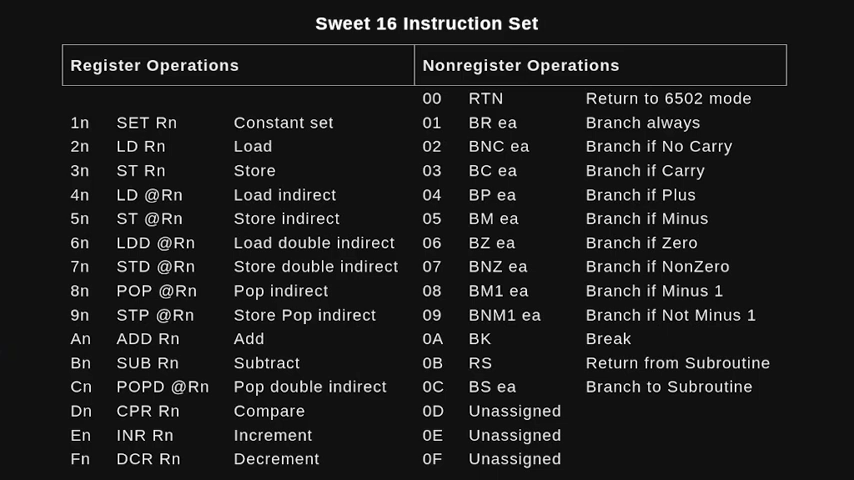 Sweet 16 Instruction Set
Register Operations Nonregister Operations
00 RTN Return to 6502 mode
1n SET Rn Constant set 01 BR ea Branch always
2n LD Rn Load 02 BNC ea Branch if No Carry
3n ST Rn Store 03 BC ea Branch if Carry
4n LD @Rn Load indirect 04 BP ea Branch if Plus
5n ST @Rn Store indirect 05 BM ea Branch if Minus
6n LDD @Rn Load double indirect 06 BZ ea Branch if Zero
7n STD @Rn Store double indirect 07 BNZ ea Branch if NonZero
8n POP @Rn Pop indirect 08 BM1 ea Branch if Minus 1
9n STP @Rn Store Pop indirect 09 BNM1 ea Branch if Not Minus 1
An ADD Rn Add 0A BK Break
Bn SUB Rn Subtract 0B RS Return from Subroutine
Cn POPD @Rn Pop double indirect 0C BS ea Branch to Subroutine
Dn CPR Rn Compare 0D Unassigned
En INR Rn Increment 0E Unassigned
Fn DCR Rn Decrement 0F Unassigned